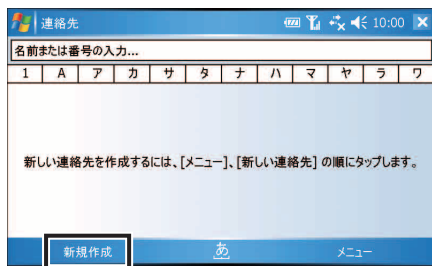 連絡先 10:00
名前または番号の入力...
1 A ア カ サ タ ナ ハ マ ヤ ラ ワ
新しい連絡先を作成するには、[メニュー]、[新しい連絡先] の順にタップします。
新規作成 あ メニュー